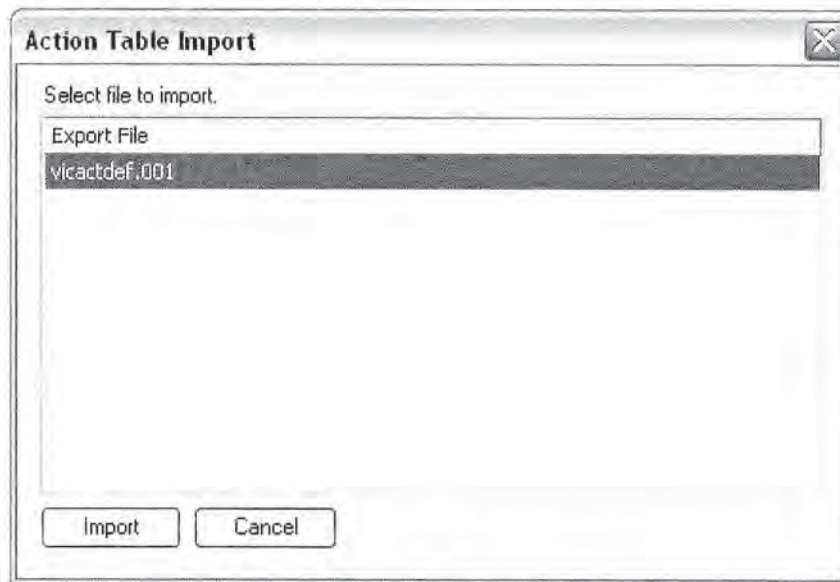 Action Table Import
Select file to import.
Export File
vicactdef.001
Import
Cancel